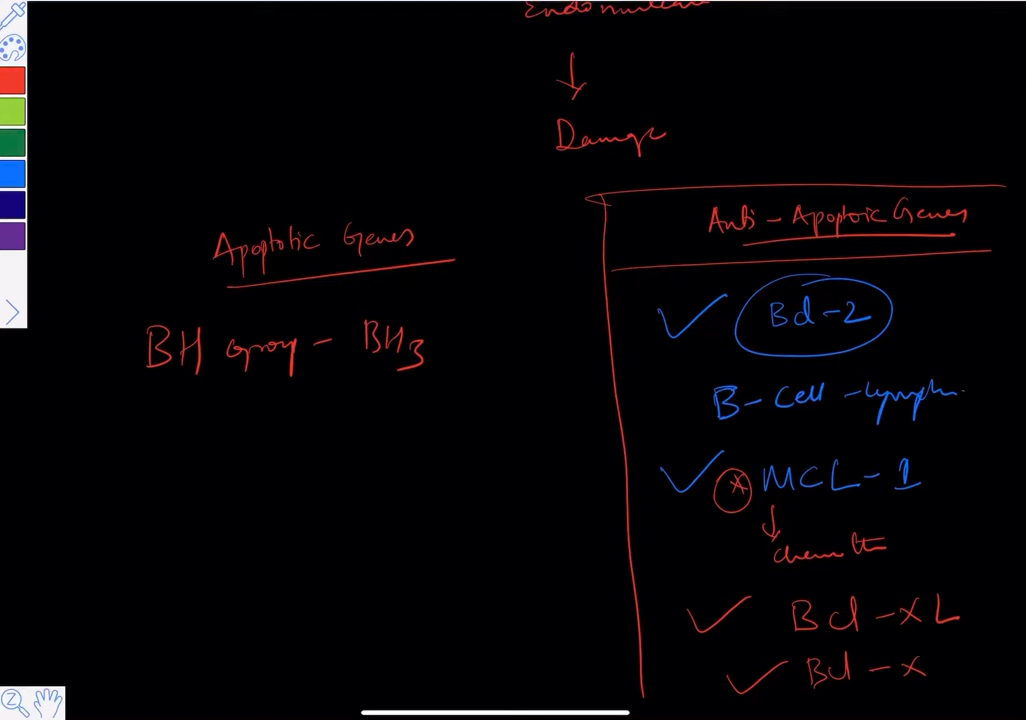 ↓
Damage
Anti - Apoptotic Genes
Apoptotic Genes
Bcl-2
BH group - BH3
B-Cell-lymph
* MCL-1
↓
Bcl-XL
Bcl-X
Z